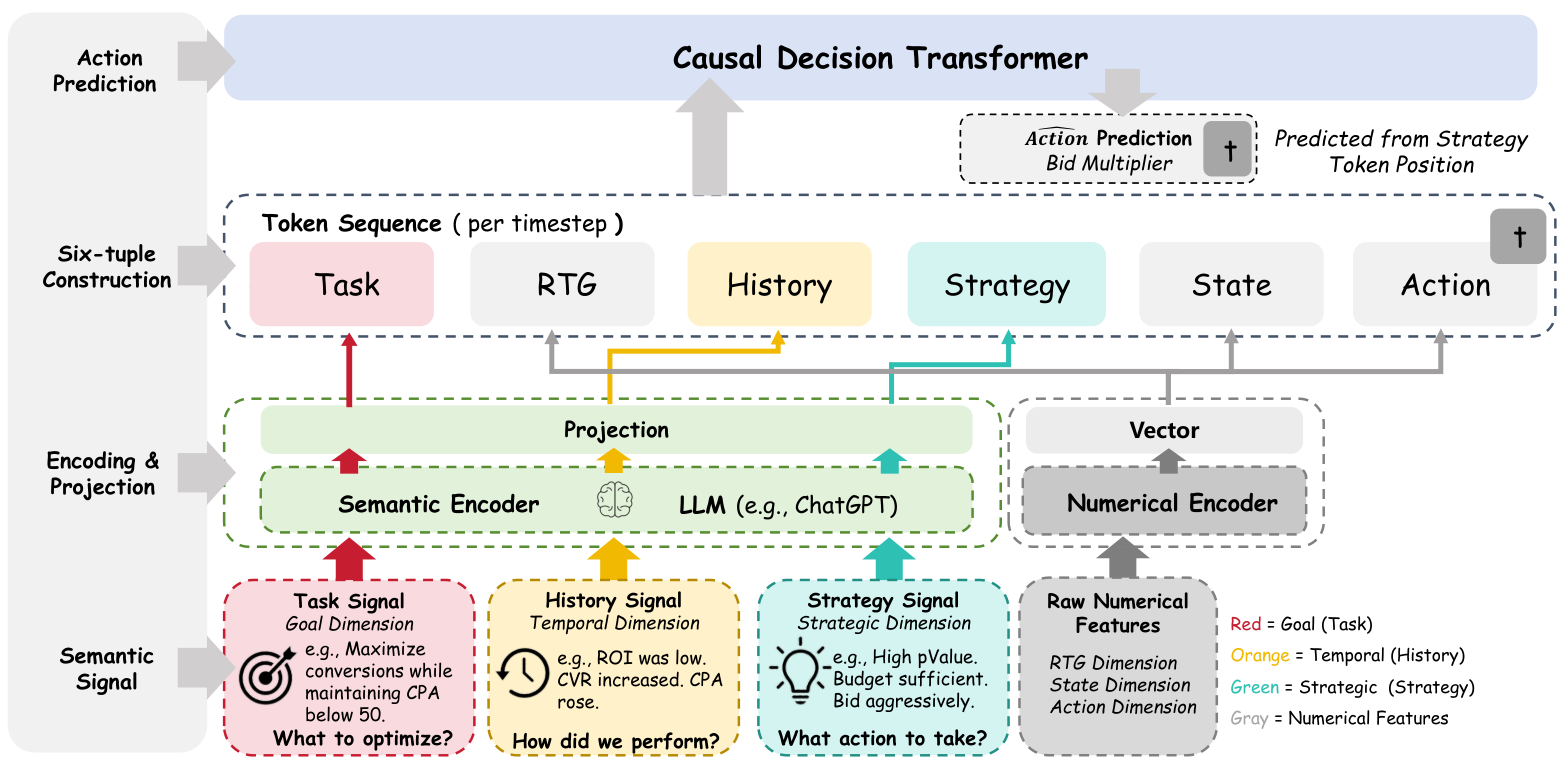 Action
Prediction
Causal Decision Transformer
Action Prediction
Bid Multiplier
†
Predicted from Strategy
Token Position
Six-tuple
Construction
Token Sequence ( per timestep )
†
Task
RTG
History
Strategy
State
Action
Encoding &
Projection
Projection
Semantic Encoder
LLM (e.g., ChatGPT)
Vector
Numerical Encoder
Semantic
Signal
Task Signal
Goal Dimension
e.g., Maximize
conversions while
maintaining CPA
below 50.
What to optimize?
History Signal
Temporal Dimension
e.g., ROI was low.
CVR increased. CPA
rose.
How did we perform?
Strategy Signal
Strategic Dimension
e.g., High pValue.
Budget sufficient.
Bid aggressively.
What action to take?
Raw Numerical
Features
RTG Dimension
State Dimension
Action Dimension
Red = Goal (Task)
Orange = Temporal (History)
Green = Strategic (Strategy)
Gray = Numerical Features